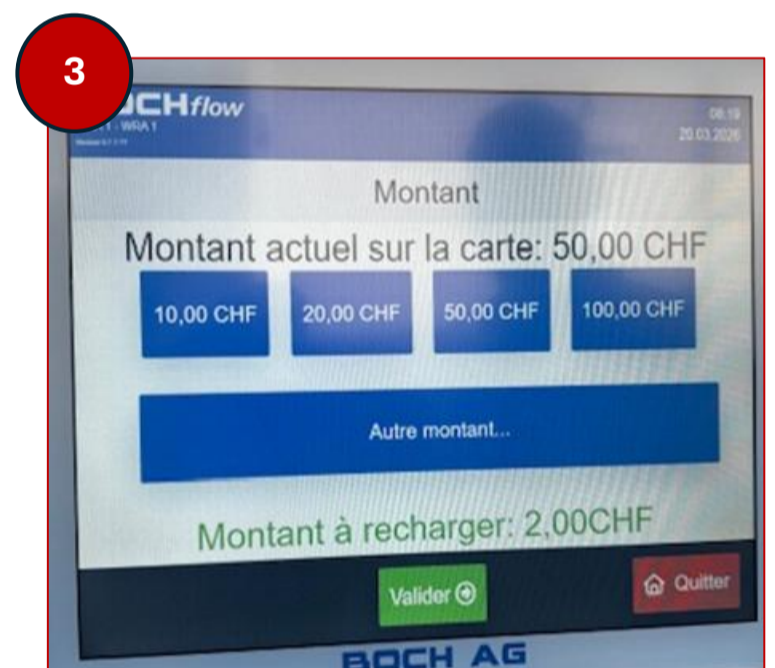 3
CHflow
- WRA 1
08:19
20.03.2026
Montant
Montant actuel sur la carte: 50,00 CHF
10,00 CHF
20,00 CHF
50,00 CHF
100,00 CHF
Autre montant...
Montant à recharger: 2,00CHF
Valider
Quitter
BOCH AG